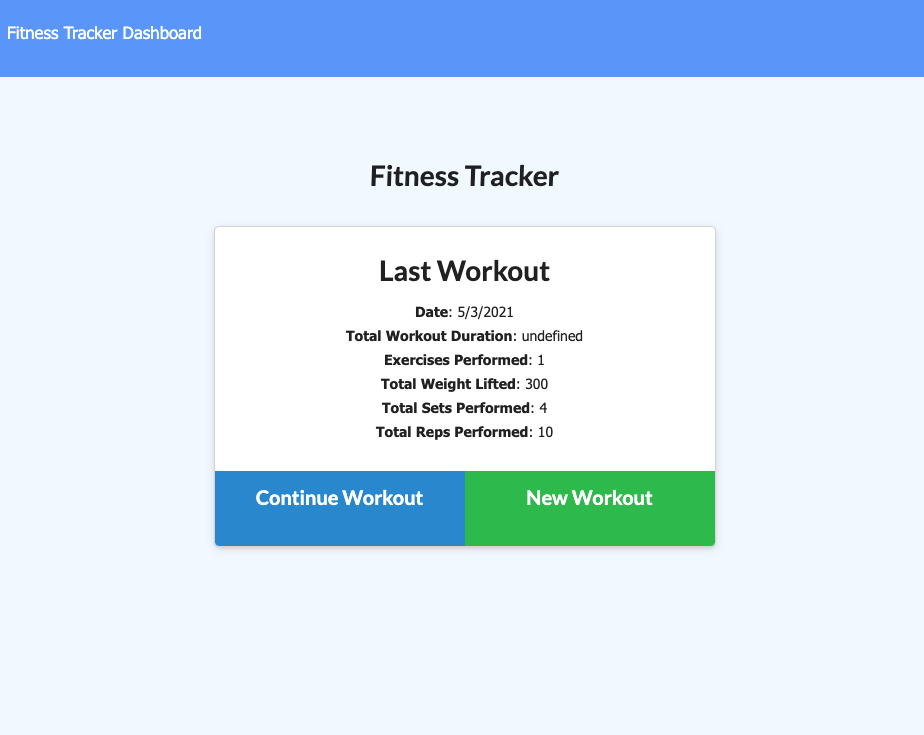 Fitness Tracker Dashboard
Fitness Tracker
Last Workout
Date: 5/3/2021
Total Workout Duration: undefined
Exercises Performed: 1
Total Weight Lifted: 300
Total Sets Performed: 4
Total Reps Performed: 10
Continue Workout
New Workout